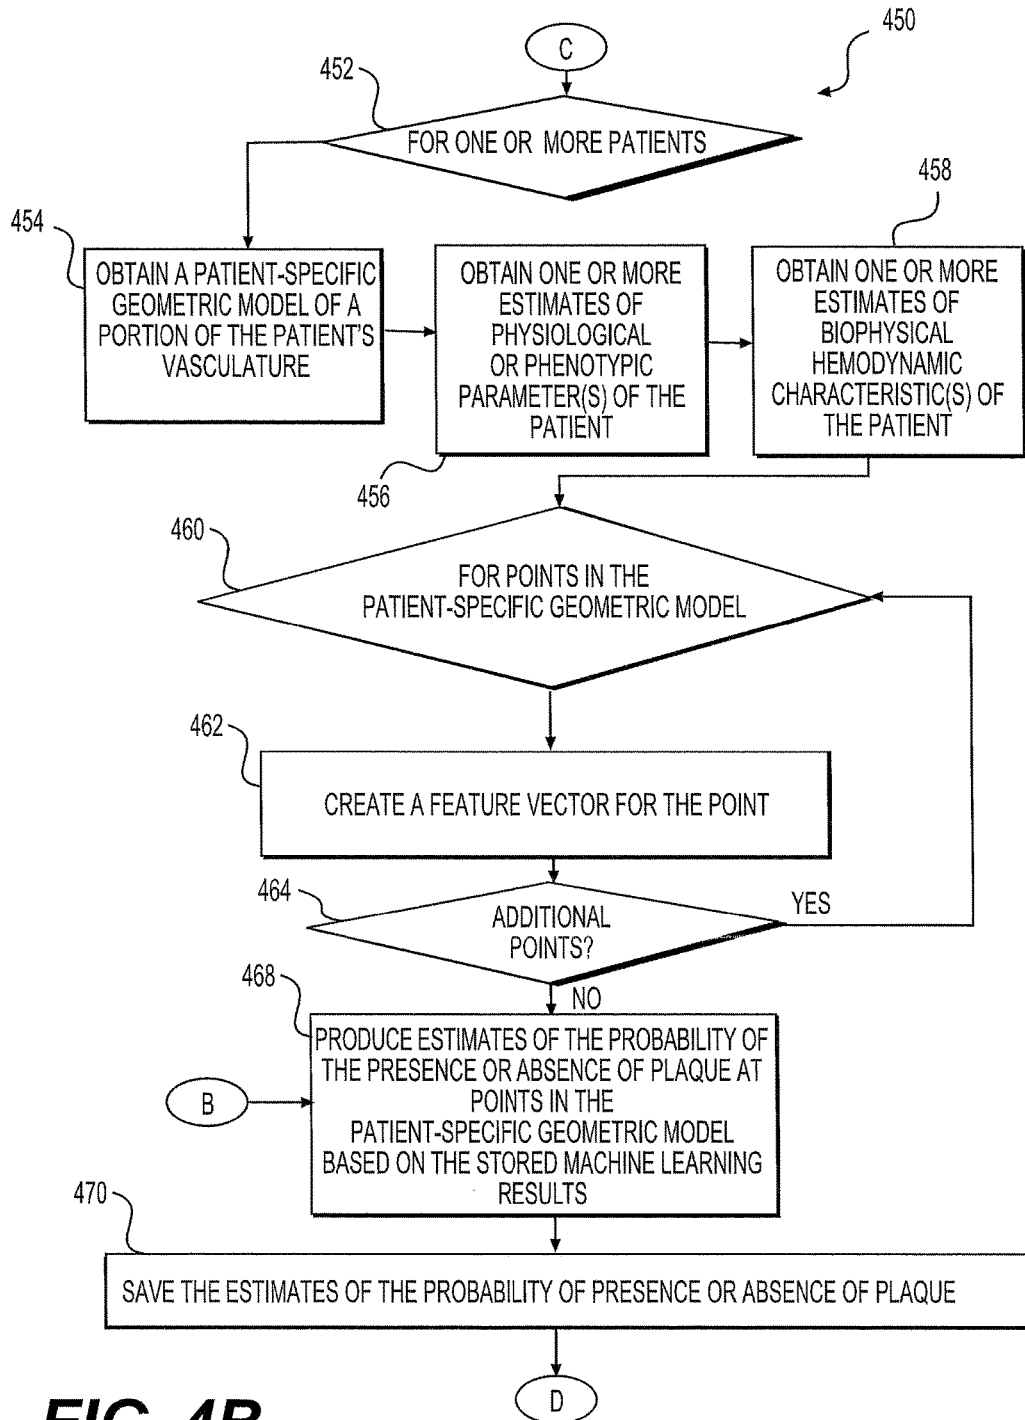 450
C
452
FOR ONE OR MORE PATIENTS
458
454
OBTAIN A PATIENT-SPECIFIC
GEOMETRIC MODEL OF A
PORTION OF THE PATIENT'S
VASCULATURE
OBTAIN ONE OR MORE
ESTIMATES OF
PHYSIOLOGICAL
OR PHENOTYPIC
PARAMETER(S) OF THE
PATIENT
OBTAIN ONE OR MORE
ESTIMATES OF
BIOPHYSICAL
HEMODYNAMIC
CHARACTERISTIC(S) OF
THE PATIENT
456
460
FOR POINTS IN THE
PATIENT-SPECIFIC GEOMETRIC MODEL
462
CREATE A FEATURE VECTOR FOR THE POINT
464
ADDITIONAL
POINTS?
YES
NO
468
PRODUCE ESTIMATES OF THE PROBABILITY OF
THE PRESENCE OR ABSENCE OF PLAQUE AT
POINTS IN THE
PATIENT-SPECIFIC GEOMETRIC MODEL
BASED ON THE STORED MACHINE LEARNING
RESULTS
B
470
SAVE THE ESTIMATES OF THE PROBABILITY OF PRESENCE OR ABSENCE OF PLAQUE
D
FIG. 4B